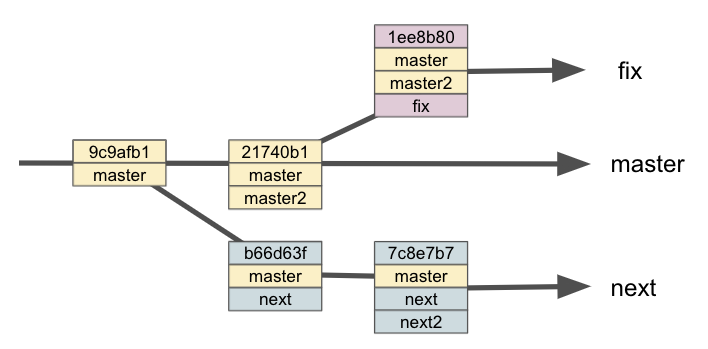 1ee8b80
master
master2
fix
fix
9c9afb1
master
21740b1
master
master2
master
b66d63f
master
next
7c8e7b7
master
next
next2
next